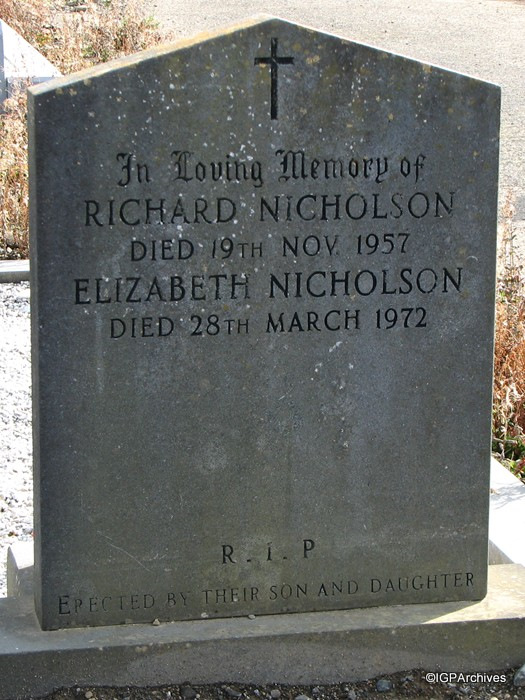 In Loving Memory of
RICHARD NICHOLSON
DIED 19TH NOV. 1957
ELIZABETH NICHOLSON
DIED 28TH MARCH 1972
R.I.P
ERECTED BY THEIR SON AND DAUGHTER
©IGPArchives